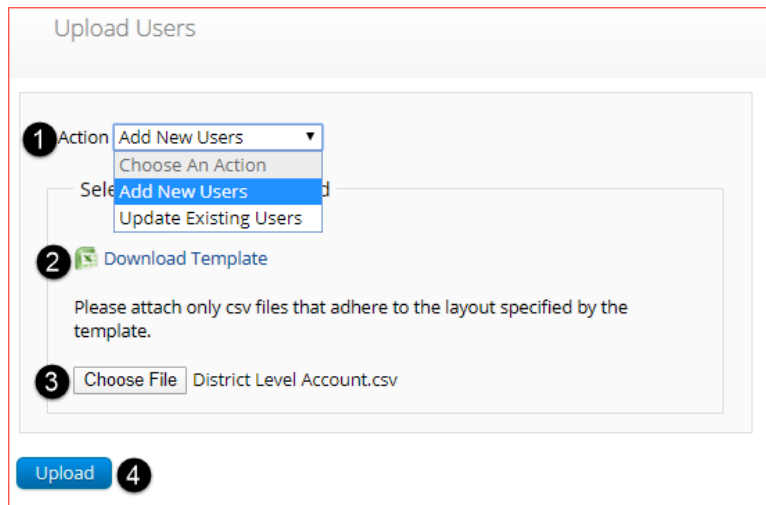 Upload Users
1 Action Add New Users
Choose An Action
Add New Users
Update Existing Users
2 Download Template
Please attach only csv files that adhere to the layout specified by the
template.
3 Choose File District Level Account.csv
Upload 4